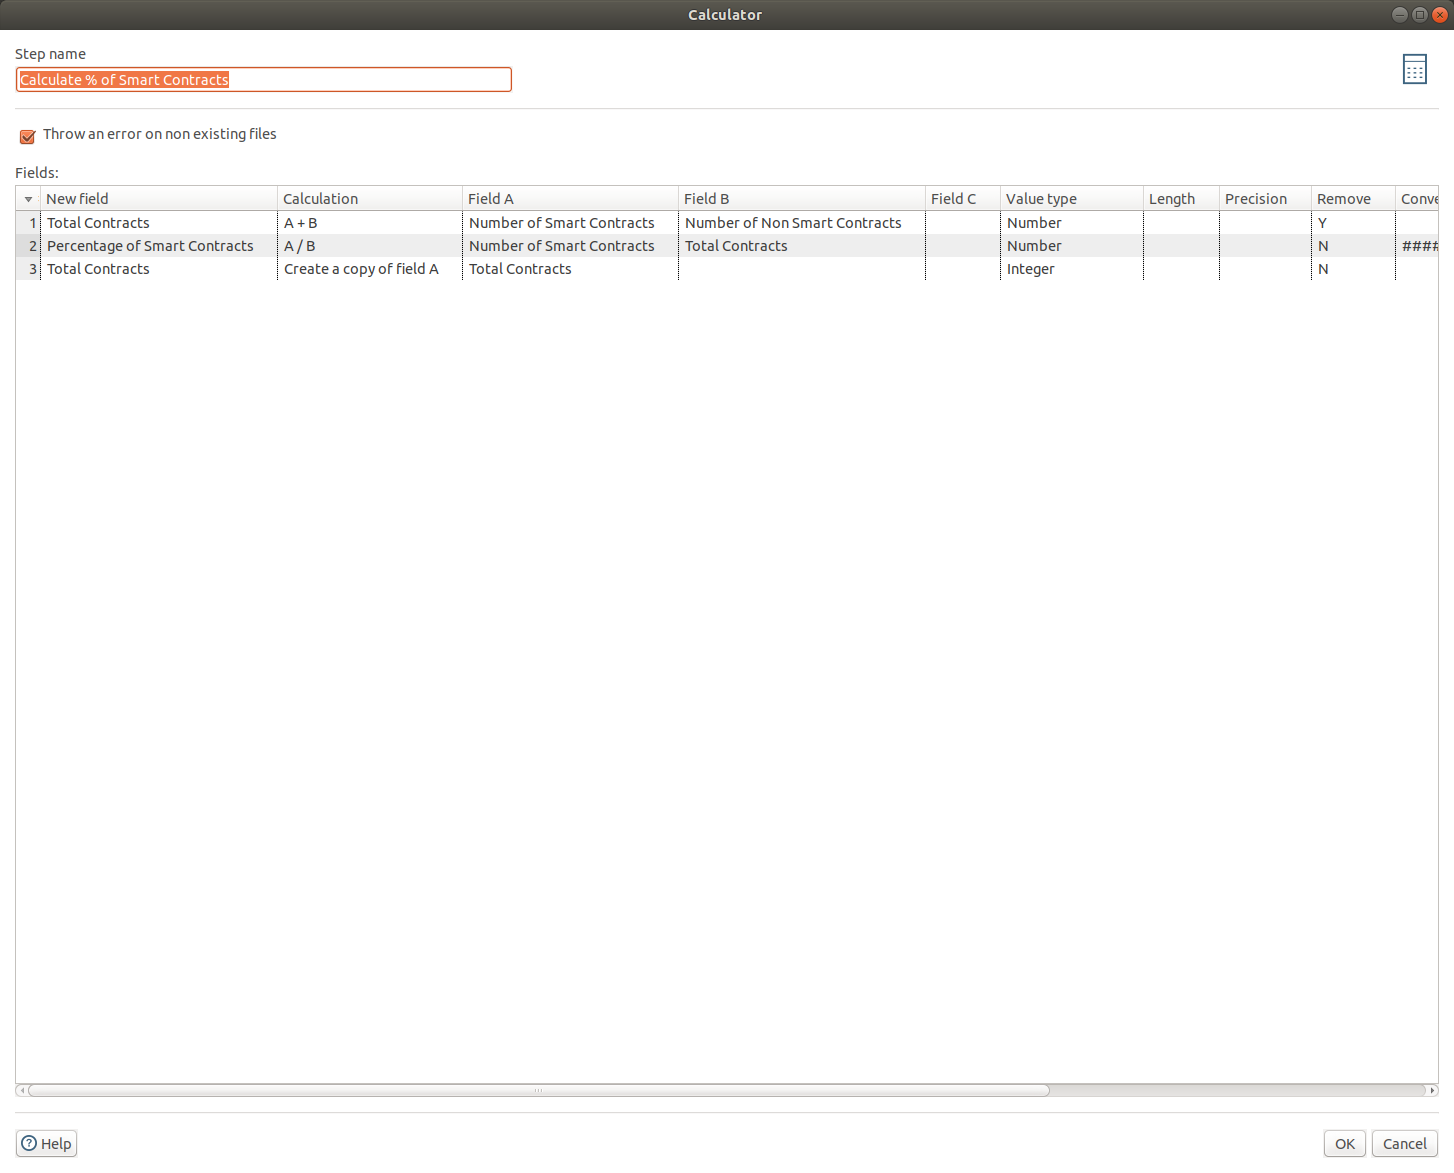 Calculator
Step name
Calculate % of Smart Contracts
Throw an error on non existing files
Fields:
New field Calculation Field A Field B Field C Value type Length Precision Remove Conve
1 Total Contracts A + B Number of Smart Contracts Number of Non Smart Contracts Number Y
2 Percentage of Smart Contracts A / B Number of Smart Contracts Total Contracts Number N ####
3 Total Contracts Create a copy of field A Total Contracts Integer N
Help OK Cancel